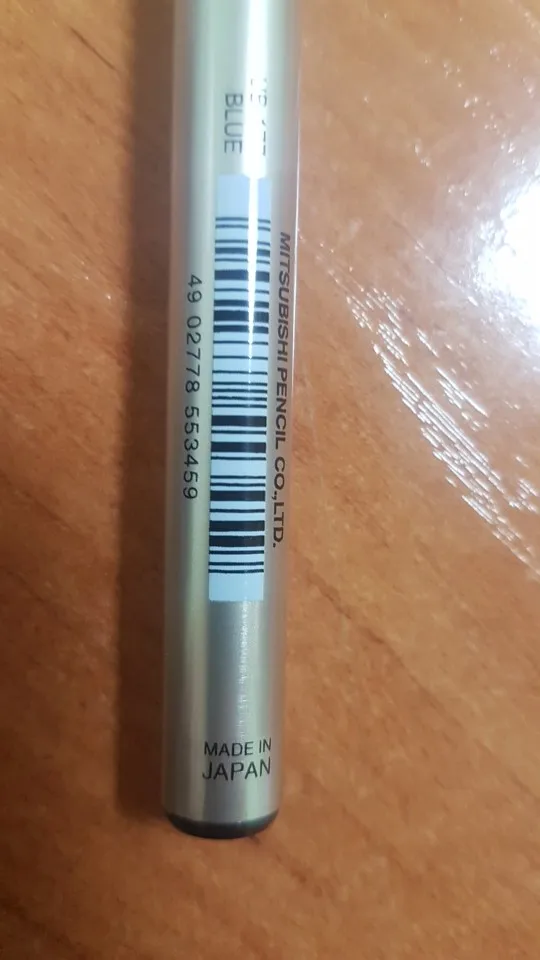 BLUE
MITSUBISHI PENCIL CO.,LTD.
49 02778 553459
MADE IN
JAPAN